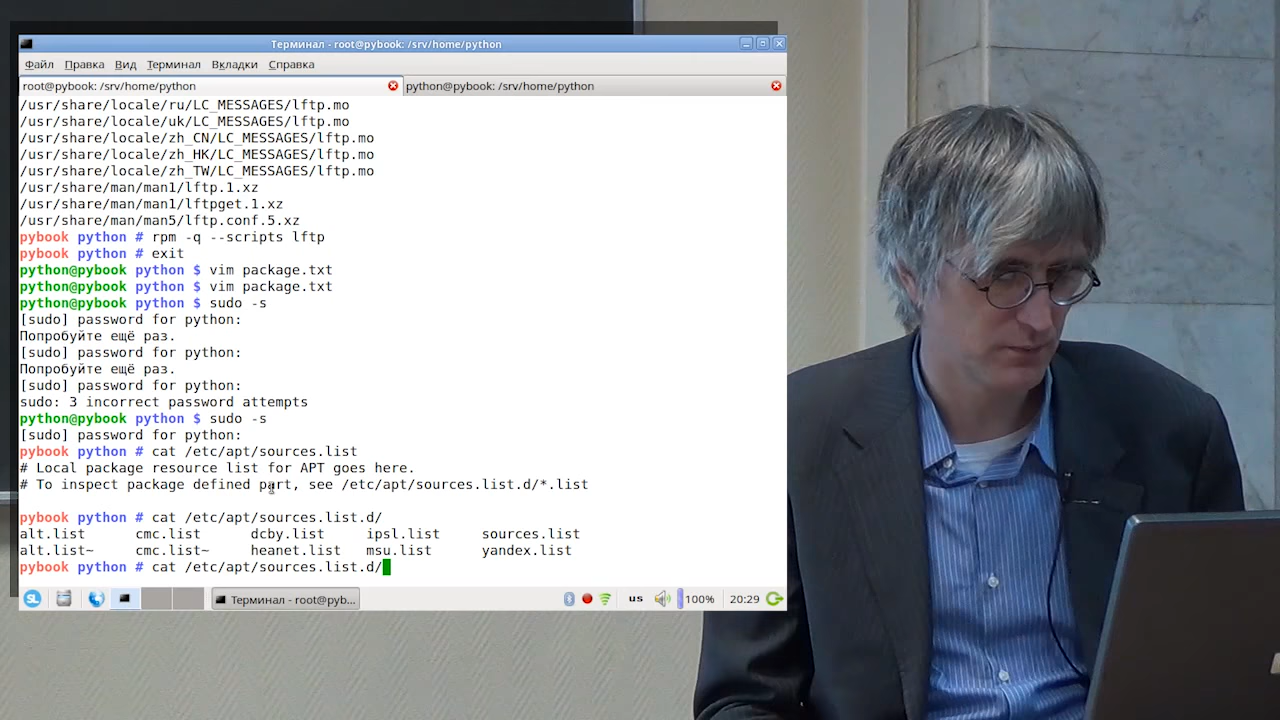 Терминал - root@pybook: /srv/home/python
Файл Правка Вид Терминал Вкладки Справка
root@pybook: /srv/home/python python@pybook: /srv/home/python
/usr/share/locale/ru/LC_MESSAGES/lftp.mo
/usr/share/locale/uk/LC_MESSAGES/lftp.mo
/usr/share/locale/zh_CN/LC_MESSAGES/lftp.mo
/usr/share/locale/zh_HK/LC_MESSAGES/lftp.mo
/usr/share/locale/zh_TW/LC_MESSAGES/lftp.mo
/usr/share/man/man1/lftp.1.xz
/usr/share/man/man1/lftpget.1.xz
/usr/share/man/man5/lftp.conf.5.xz
pybook python # rpm -q --scripts lftp
pybook python # exit
python@pybook python $ vim package.txt
python@pybook python $ vim package.txt
python@pybook python $ sudo -s
[sudo] password for python:
Попробуйте ещё раз.
[sudo] password for python:
Попробуйте ещё раз.
[sudo] password for python:
sudo: 3 incorrect password attempts
python@pybook python $ sudo -s
[sudo] password for python:
pybook python # cat /etc/apt/sources.list
# Local package resource list for APT goes here.
# To inspect package defined part, see /etc/apt/sources.list.d/*.list
pybook python # cat /etc/apt/sources.list.d/
alt.list cmc.list dcby.list ipsl.list sources.list
alt.list~ cmc.list~ heanet.list msu.list yandex.list
pybook python # cat /etc/apt/sources.list.d/
SL Терминал - root@pyb... us 100% 20:29